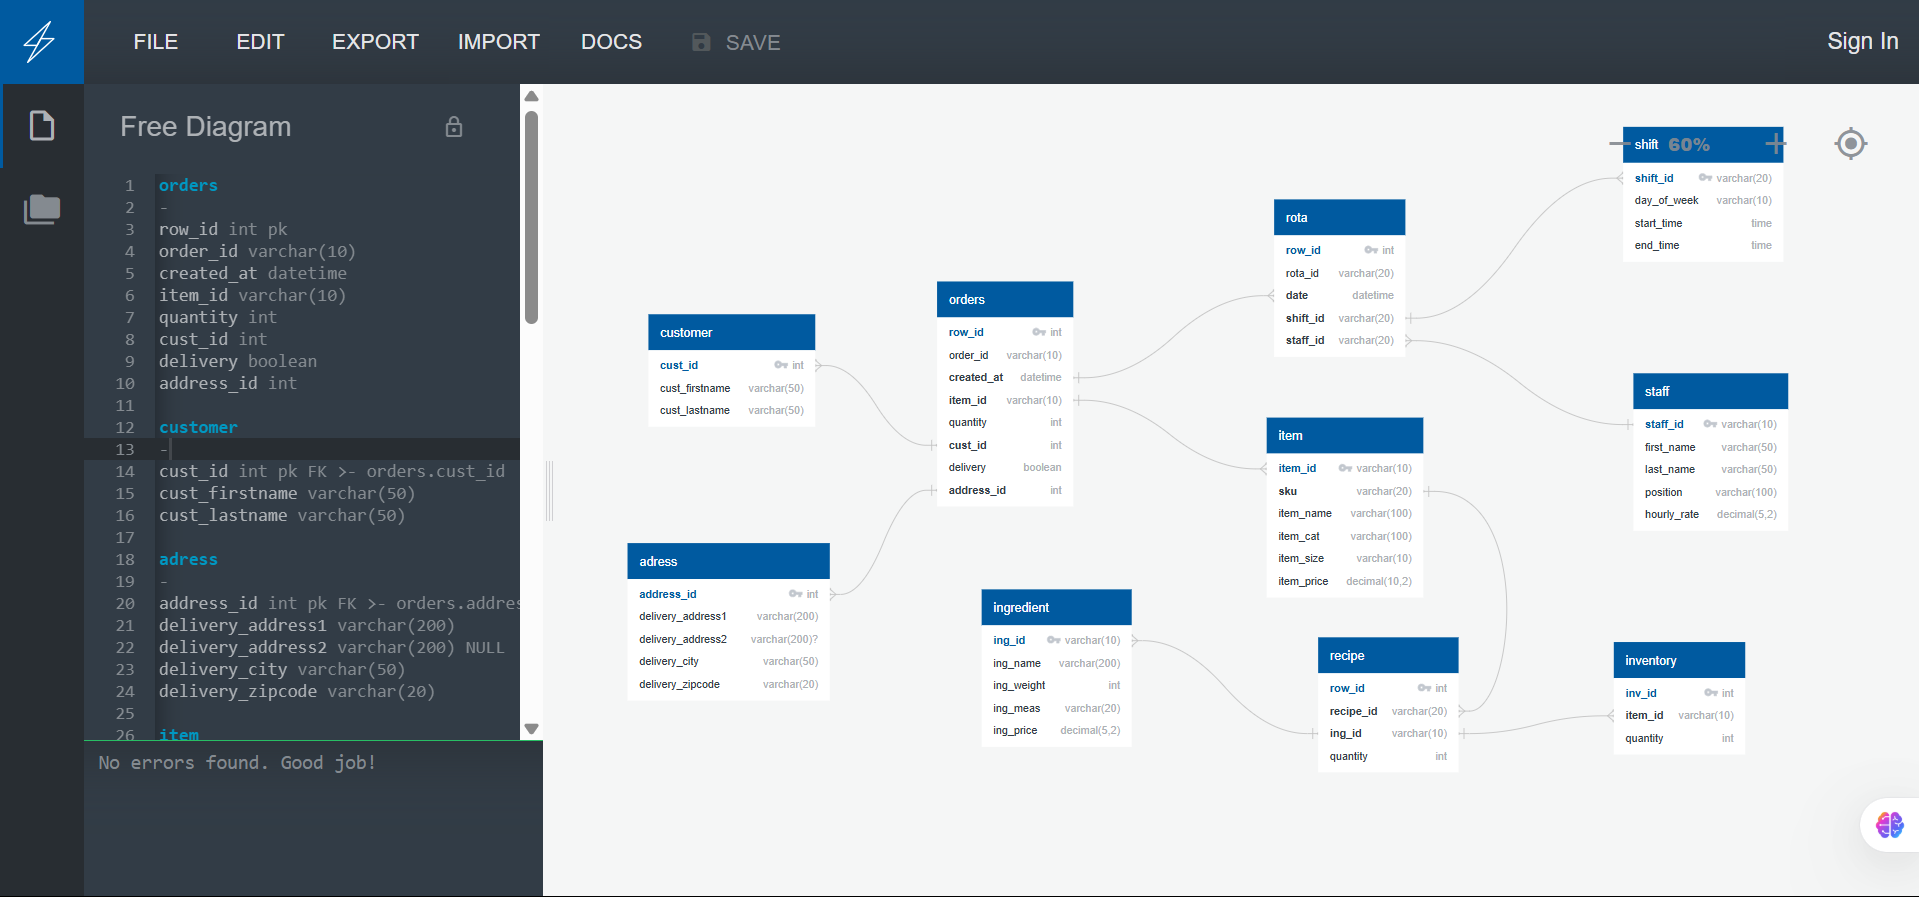 FILE EDIT EXPORT IMPORT DOCS SAVE Sign In
Free Diagram
1 orders
2 -
3 row_id int pk
4 order_id varchar(10)
5 created_at datetime
6 item_id varchar(10)
7 quantity int
8 cust_id int
9 delivery boolean
10 address_id int
11
12 customer
13 -
14 cust_id int pk FK >- orders.cust_id
15 cust_firstname varchar(50)
16 cust_lastname varchar(50)
17
18 adress
19 -
20 address_id int pk FK >- orders.addres
21 delivery_address1 varchar(200)
22 delivery_address2 varchar(200) NULL
23 delivery_city varchar(50)
24 delivery_zipcode varchar(20)
25
26 item
No errors found. Good job!
customer
cust_id int
cust_firstname varchar(50)
cust_lastname varchar(50)
adress
address_id int
delivery_address1 varchar(200)
delivery_address2 varchar(200)?
delivery_city varchar(50)
delivery_zipcode varchar(20)
orders
row_id int
order_id varchar(10)
created_at datetime
item_id varchar(10)
quantity int
cust_id int
delivery boolean
address_id int
ingredient
ing_id varchar(10)
ing_name varchar(200)
ing_weight int
ing_meas varchar(20)
ing_price decimal(5,2)
rota
row_id int
rota_id varchar(20)
date datetime
shift_id varchar(20)
staff_id varchar(20)
item
item_id varchar(10)
sku varchar(20)
item_name varchar(100)
item_cat varchar(100)
item_size varchar(10)
item_price decimal(10,2)
recipe
row_id int
recipe_id varchar(20)
ing_id varchar(10)
quantity int
shift 60%
shift_id varchar(20)
day_of_week varchar(10)
start_time time
end_time time
staff
staff_id varchar(10)
first_name varchar(50)
last_name varchar(50)
position varchar(100)
hourly_rate decimal(5,2)
inventory
inv_id int
item_id varchar(10)
quantity int